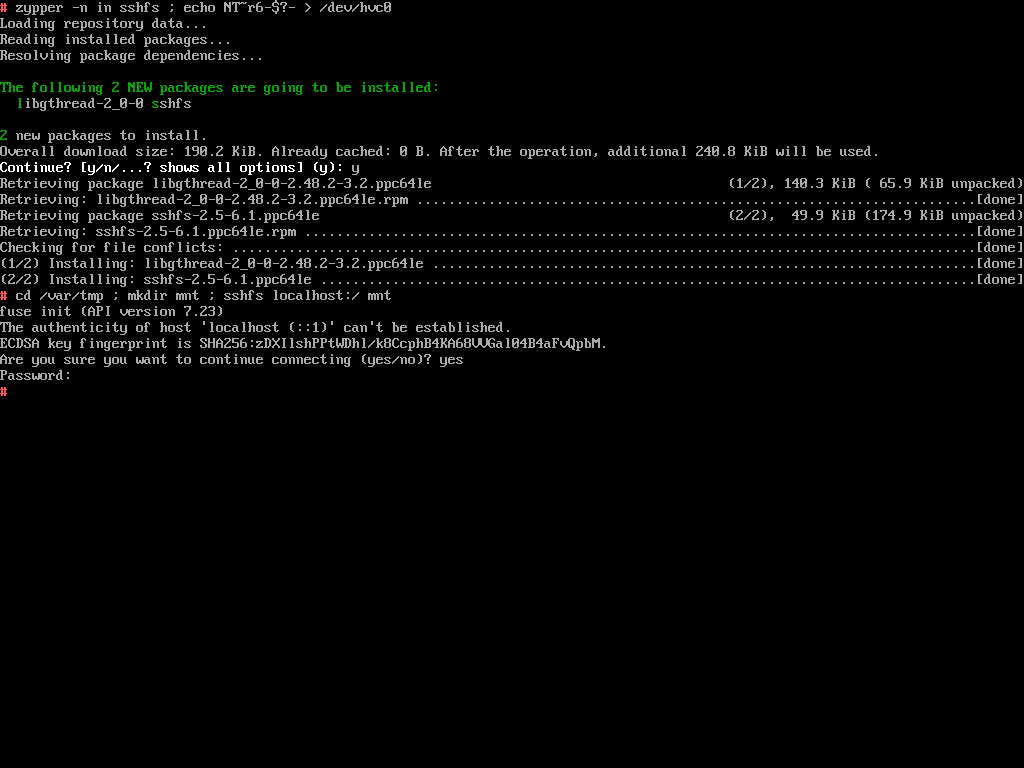 # zypper -n in sshfs ; echo NT~r6-$?- > /dev/hvc0
Loading repository data...
Reading installed packages...
Resolving package dependencies...
The following 2 NEW packages are going to be installed:
  libgthread-2_0-0 sshfs
2 new packages to install.
Overall download size: 190.2 KiB. Already cached: 0 B. After the operation, additional 240.8 KiB will be used.
Continue? [y/n/...? shows all options] (y): y
Retrieving package libgthread-2_0-0-2.48.2-3.2.ppc64le (1/2), 140.3 KiB ( 65.9 KiB unpacked)
Retrieving: libgthread-2_0-0-2.48.2-3.2.ppc64le.rpm ......................................................................[done]
Retrieving package sshfs-2.5-6.1.ppc64le (2/2),  49.9 KiB (174.9 KiB unpacked)
Retrieving: sshfs-2.5-6.1.ppc64le.rpm ....................................................................................[done]
Checking for file conflicts: .............................................................................................[done]
(1/2) Installing: libgthread-2_0-0-2.48.2-3.2.ppc64le ....................................................................[done]
(2/2) Installing: sshfs-2.5-6.1.ppc64le ..................................................................................[done]
# cd /var/tmp ; mkdir mnt ; sshfs localhost:/ mnt
fuse init (API version 7.23)
The authenticity of host 'localhost (::1)' can't be established.
ECDSA key fingerprint is SHA256:zDXIlshPPtWDhl/k8CcphB4KA68VVGal04B4aFvQpbM.
Are you sure you want to continue connecting (yes/no)? yes
Password:
#